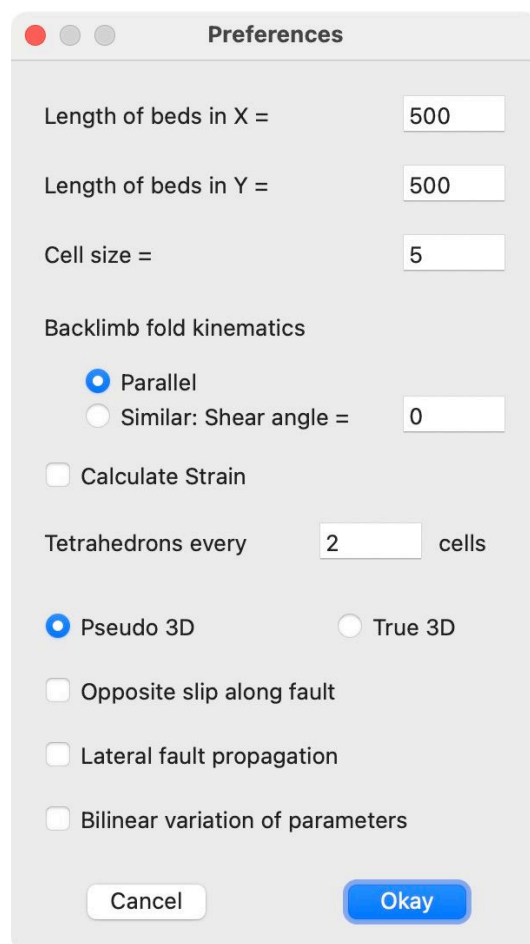 Preferences
Length of beds in X = 500
Length of beds in Y = 500
Cell size = 5
Backlimb fold kinematics
Parallel
Similar: Shear angle = 0
Calculate Strain
Tetrahedrons every 2 cells
Pseudo 3D True 3D
Opposite slip along fault
Lateral fault propagation
Bilinear variation of parameters
Cancel Okay